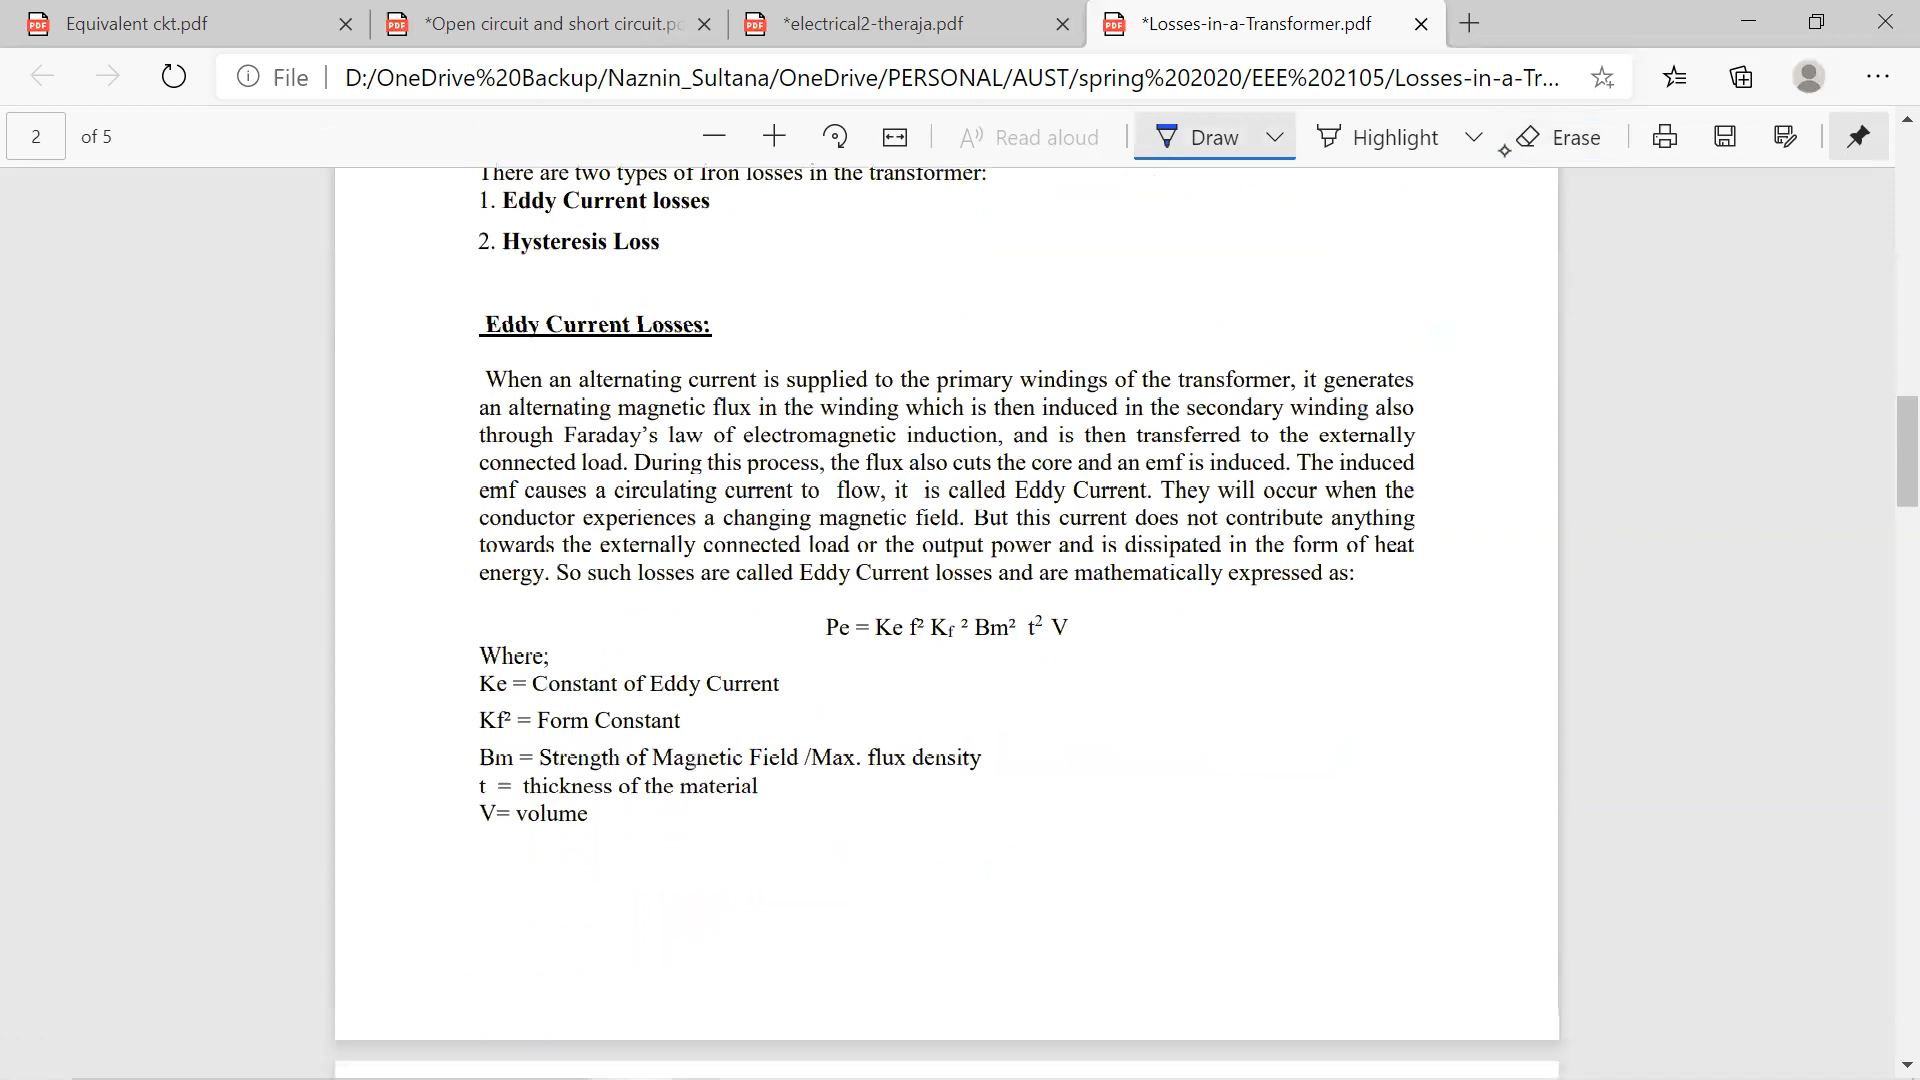 Equivalent ckt.pdf
*Open circuit and short circuit.pd
*electrical2-theraja.pdf
*Losses-in-a-Transformer.pdf
File
D:/OneDrive%20Backup/Naznin_Sultana/OneDrive/PERSONAL/AUST/spring%202020/EEE%202105/Losses-in-a-Tr...
2 of 5
Read aloud
Draw
Highlight
Erase
There are two types of Iron losses in the transformer:
1. Eddy Current losses
2. Hysteresis Loss
Eddy Current Losses:
When an alternating current is supplied to the primary windings of the transformer, it generates
an alternating magnetic flux in the winding which is then induced in the secondary winding also
through Faraday’s law of electromagnetic induction, and is then transferred to the externally
connected load. During this process, the flux also cuts the core and an emf is induced. The induced
emf causes a circulating current to flow, it is called Eddy Current. They will occur when the
conductor experiences a changing magnetic field. But this current does not contribute anything
towards the externally connected load or the output power and is dissipated in the form of heat
energy. So such losses are called Eddy Current losses and are mathematically expressed as:
Pe = Ke f² Kf ² Bm² t² V
Where;
Ke = Constant of Eddy Current
Kf² = Form Constant
Bm = Strength of Magnetic Field /Max. flux density
t = thickness of the material
V= volume